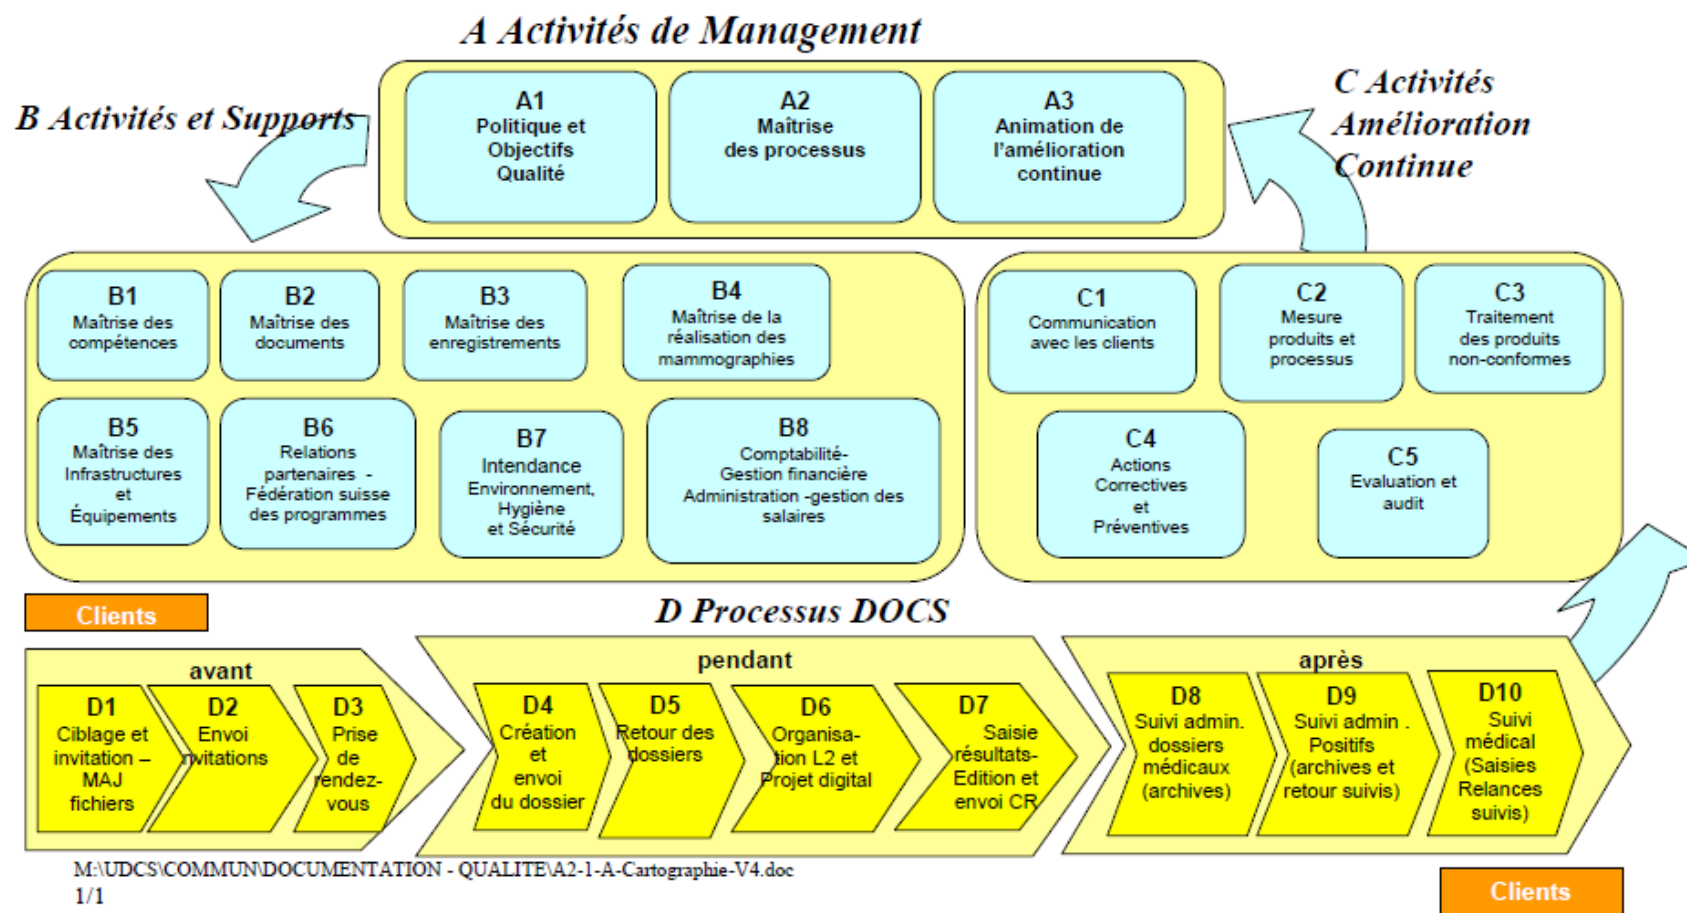 A Activités de Management
B Activités et Supports
C Activités
Amélioration
Continue
A1
Politique et
Objectifs
Qualité
A2
Maîtrise
des processus
A3
Animation de
l'amélioration
continue
B1
Maîtrise des
compétences
B2
Maîtrise des
documents
B3
Maîtrise des
enregistrements
B4
Maîtrise de la
réalisation des
mammographies
B5
Maîtrise des
Infrastructures
et
Équipements
B6
Relations
partenaires -
Fédération suisse
des programmes
B7
Intendance
Environnement,
Hygiène
et Sécurité
B8
Comptabilité-
Gestion financière
Administration -gestion des
salaires
C1
Communication
avec les clients
C2
Mesure
produits et
processus
C3
Traitement
des produits
non-conformes
C4
Actions
Correctives
et
Préventives
C5
Evaluation et
audit
Clients
D Processus DOCS
avant
D1
Ciblage et
invitation –
MAJ
fichiers
D2
Envoi
invitations
D3
Prise
de
rendez-
vous
pendant
D4
Création
et
envoi
du dossier
D5
Retour des
dossiers
D6
Organisa-
tion L2 et
Projet digital
D7
Saisie
résultats-
Edition et
envoi CR
après
D8
Suivi admin.
dossiers
médicaux
(archives)
D9
Suivi admin .
Positifs
(archives et
retour suivis)
D10
Suivi
médical
(Saisies
Relances
suivis)
M:\UDCS\COMMUN\DOCUMENTATION - QUALITE\A2-1-A-Cartographie-V4.doc
1/1
Clients